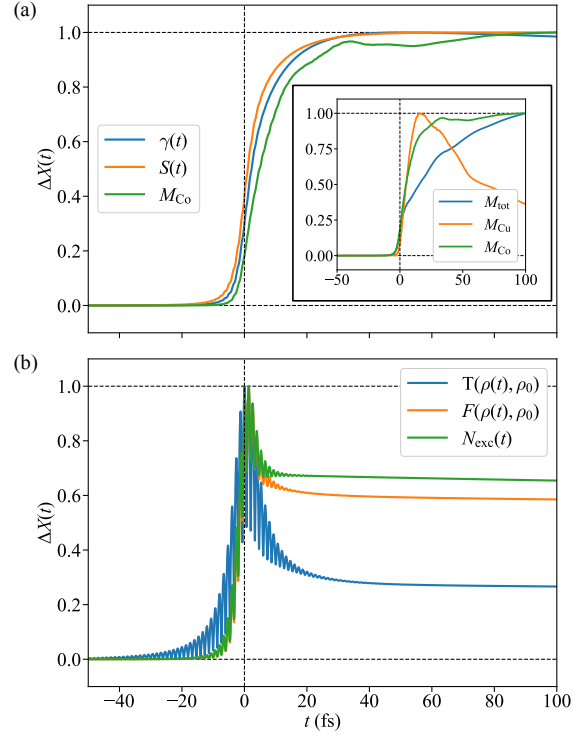 (a)
ΔX(t)
1.0
0.8
0.6
0.4
0.2
0.0
γ(t)
S(t)
M_Co
1.00
0.75
0.50
0.25
0.00
M_tot
M_Cu
M_Co
−50 0 50 100
(b)
ΔX(t)
1.0
0.8
0.6
0.4
0.2
0.0
T(ρ(t), ρ₀)
F(ρ(t), ρ₀)
N_exc(t)
−40 −20 0 20 40 60 80 100
t (fs)